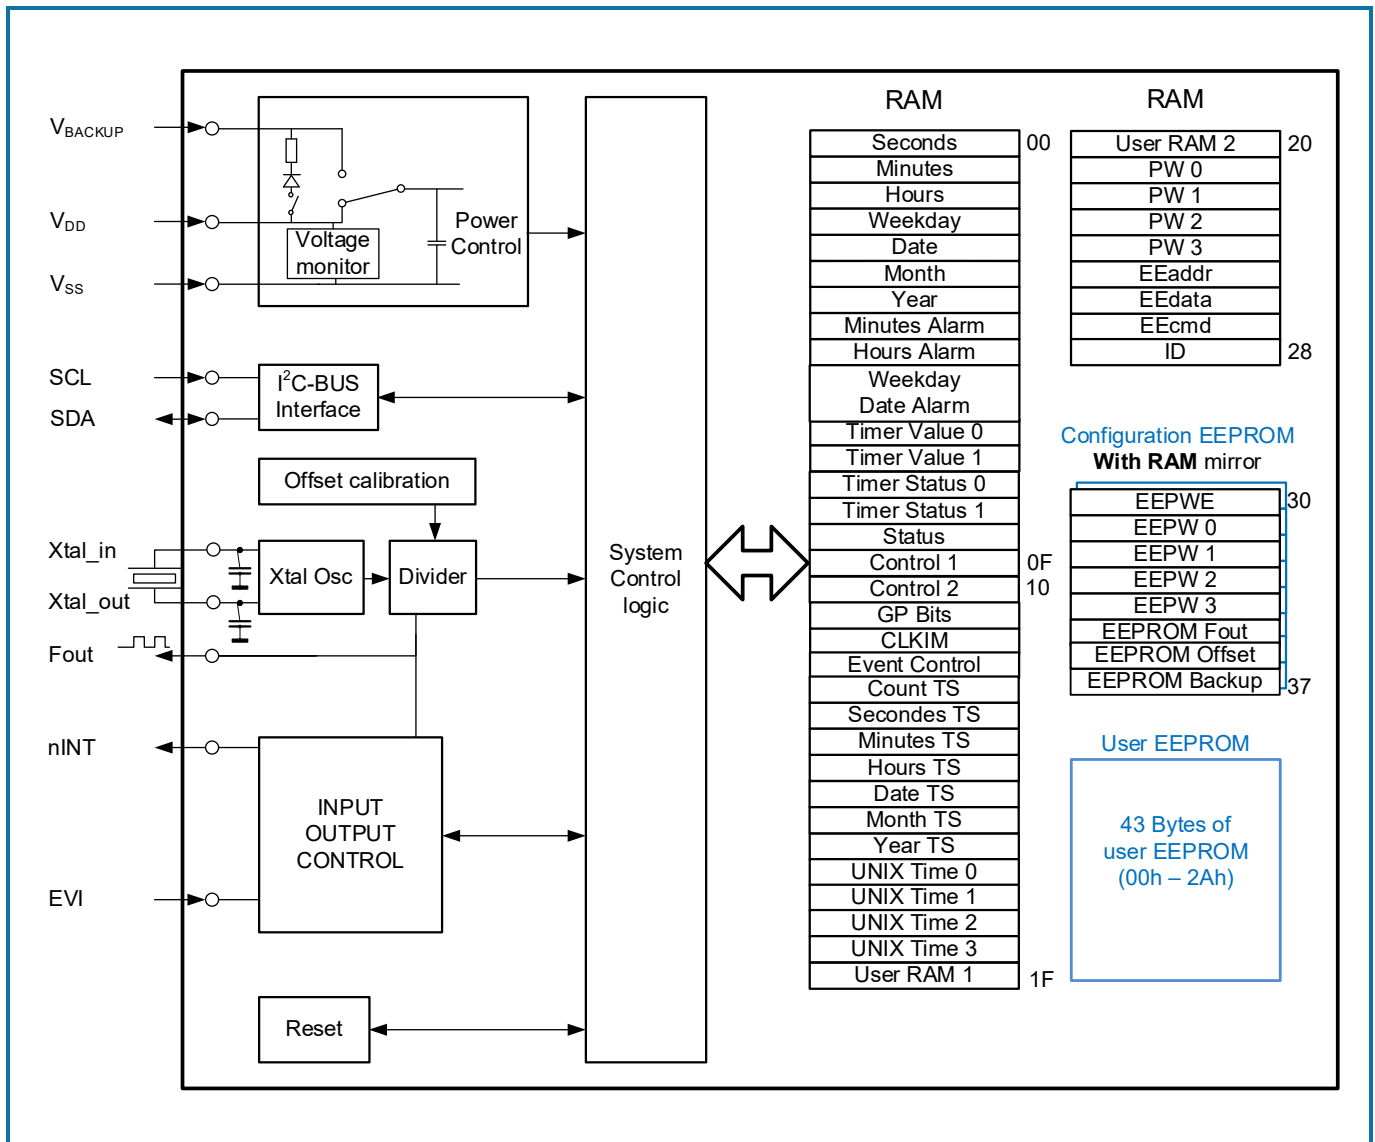 V_BACKUP
V_DD
V_SS
Voltage
monitor
Power
Control
SCL
SDA
I²C-BUS
Interface
Offset calibration
Xtal_in
Xtal_out
Xtal Osc
Divider
Fout
nINT
EVI
INPUT
OUTPUT
CONTROL
Reset
System
Control
logic
RAM
Seconds 00
Minutes
Hours
Weekday
Date
Month
Year
Minutes Alarm
Hours Alarm
Weekday
Date Alarm
Timer Value 0
Timer Value 1
Timer Status 0
Timer Status 1
Status
Control 1 0F
Control 2 10
GP Bits
CLKIM
Event Control
Count TS
Secondes TS
Minutes TS
Hours TS
Date TS
Month TS
Year TS
UNIX Time 0
UNIX Time 1
UNIX Time 2
UNIX Time 3
User RAM 1 1F
RAM
User RAM 2 20
PW 0
PW 1
PW 2
PW 3
EEaddr
EEdata
EEcmd
ID 28
Configuration EEPROM
With RAM mirror
EEPWE 30
EEPW 0
EEPW 1
EEPW 2
EEPW 3
EEPROM Fout
EEPROM Offset
EEPROM Backup 37
User EEPROM
43 Bytes of
user EEPROM
(00h – 2Ah)